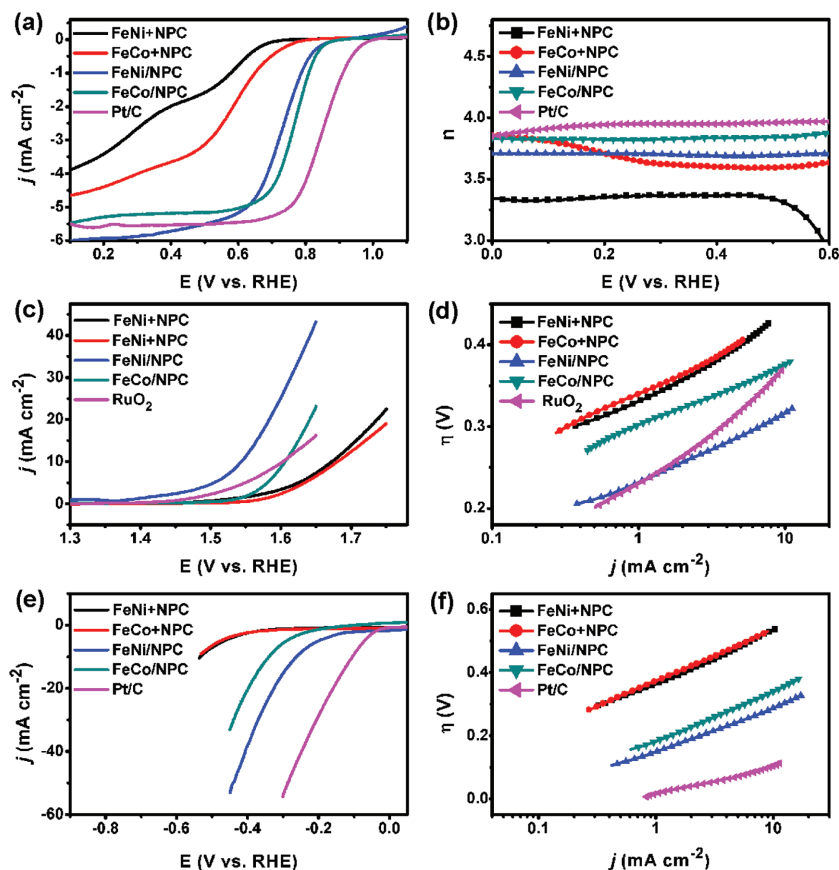 (a)
FeNi+NPC
FeCo+NPC
FeNi/NPC
FeCo/NPC
Pt/C
j (mA cm⁻²)
0
-1
-2
-3
-4
-5
-6
0.2 0.4 0.6 0.8 1.0
E (V vs. RHE)
(b)
FeNi+NPC
FeCo+NPC
FeNi/NPC
FeCo/NPC
Pt/C
n
4.5
3.75
3.0
0.0 0.2 0.4 0.6
E (V vs. RHE)
(c)
FeNi+NPC
FeNi+NPC
FeNi/NPC
FeCo/NPC
RuO₂
j (mA cm⁻²)
40
30
20
10
0
1.3 1.4 1.5 1.6 1.7
E (V vs. RHE)
(d)
FeNi+NPC
FeCo+NPC
FeNi/NPC
FeCo/NPC
RuO₂
η (V)
0.4
0.3
0.2
0.1 1 10
j (mA cm⁻²)
(e)
FeNi+NPC
FeCo+NPC
FeNi/NPC
FeCo/NPC
Pt/C
j (mA cm⁻²)
0
-20
-40
-60
-0.8 -0.6 -0.4 -0.2 0.0
E (V vs. RHE)
(f)
FeNi+NPC
FeCo+NPC
FeNi/NPC
FeCo/NPC
Pt/C
η (V)
0.6
0.3
0.0
0.1 1 10
j (mA cm⁻²)